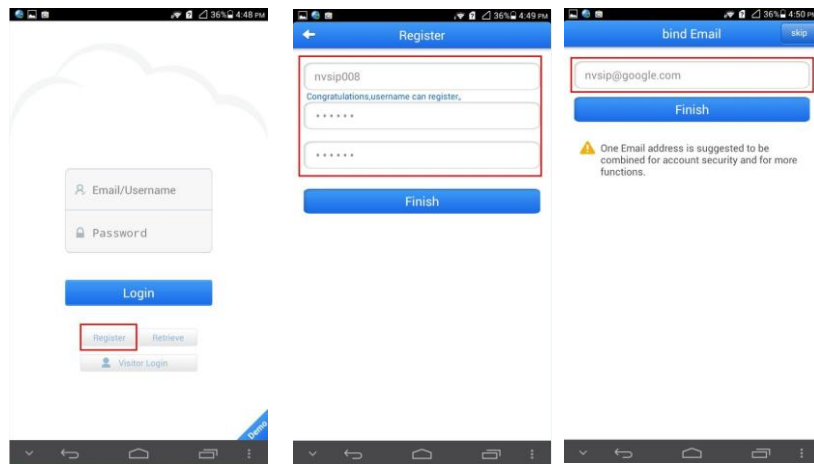 36% 4:48 PM
Email/Username
Password
Login
Register Retrieve
Visitor Login
Demo
36% 4:49 PM
Register
nvsip008
Congratulations,username can register,
······
······
Finish
36% 4:50 PM
bind Email skip
nvsip@google.com
Finish
One Email address is suggested to be
combined for account security and for more
functions.